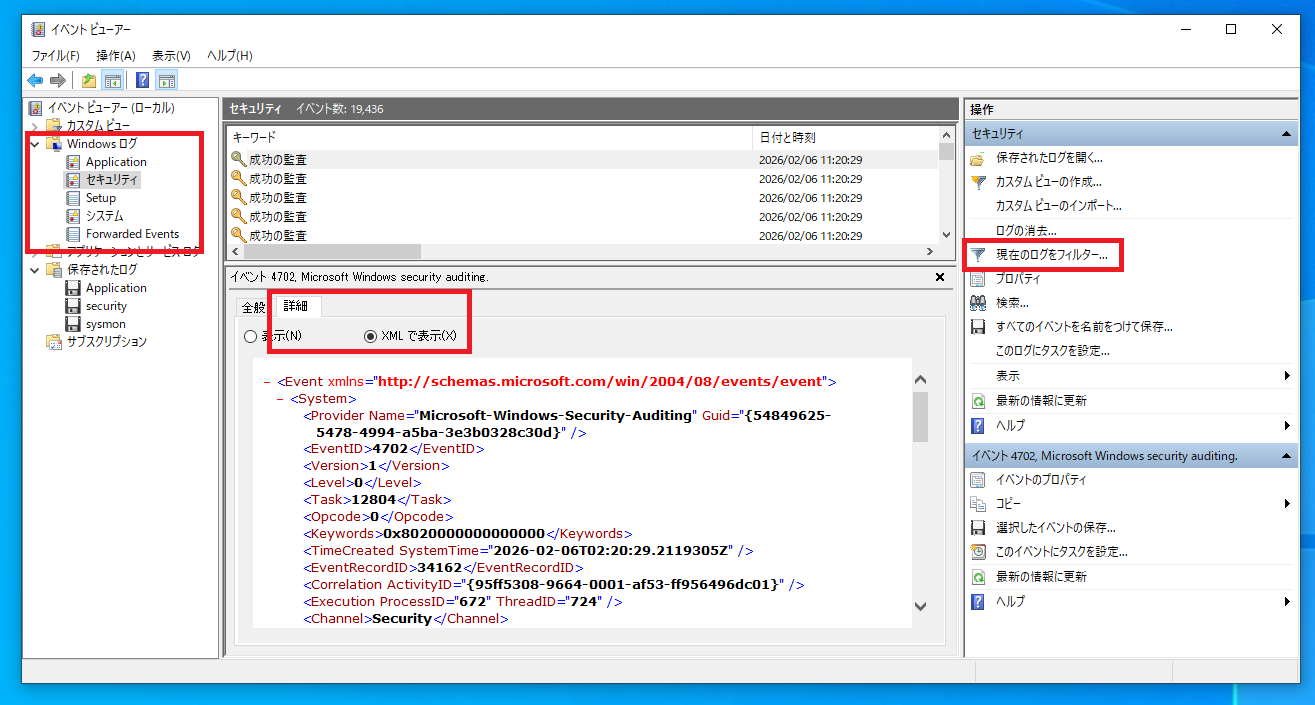 イベント ビューアー
ファイル(F) 操作(A) 表示(V) ヘルプ(H)
イベント ビューアー (ローカル)
カスタム ビュー
Windows ログ
Application
セキュリティ
Setup
システム
Forwarded Events
アプリケーションとサービス ログ
保存されたログ
Application
security
sysmon
サブスクリプション
セキュリティ イベント数: 19,436
キーワード 日付と時刻
成功の監査 2026/02/06 11:20:29
成功の監査 2026/02/06 11:20:29
成功の監査 2026/02/06 11:20:29
成功の監査 2026/02/06 11:20:29
成功の監査 2026/02/06 11:20:29
イベント 4702, Microsoft Windows security auditing.
全般 詳細
表示(N) XML で表示(X)
- <Event xmlns="http://schemas.microsoft.com/win/2004/08/events/event">
- <System>
<Provider Name="Microsoft-Windows-Security-Auditing" Guid="{54849625-
5478-4994-a5ba-3e3b0328c30d}" />
<EventID>4702</EventID>
<Version>1</Version>
<Level>0</Level>
<Task>12804</Task>
<Opcode>0</Opcode>
<Keywords>0x8020000000000000</Keywords>
<TimeCreated SystemTime="2026-02-06T02:20:29.2119305Z" />
<EventRecordID>34162</EventRecordID>
<Correlation ActivityID="{95ff5308-9664-0001-af53-ff956496dc01}" />
<Execution ProcessID="672" ThreadID="724" />
<Channel>Security</Channel>
操作
セキュリティ
保存されたログを開く...
カスタム ビューの作成...
カスタム ビューのインポート...
ログの消去...
現在のログをフィルター...
プロパティ
検索...
すべてのイベントを名前をつけて保存...
このログにタスクを設定...
表示
最新の情報に更新
ヘルプ
イベント 4702, Microsoft Windows security auditing.
イベントのプロパティ
コピー
選択したイベントの保存...
このイベントにタスクを設定...
最新の情報に更新
ヘルプ